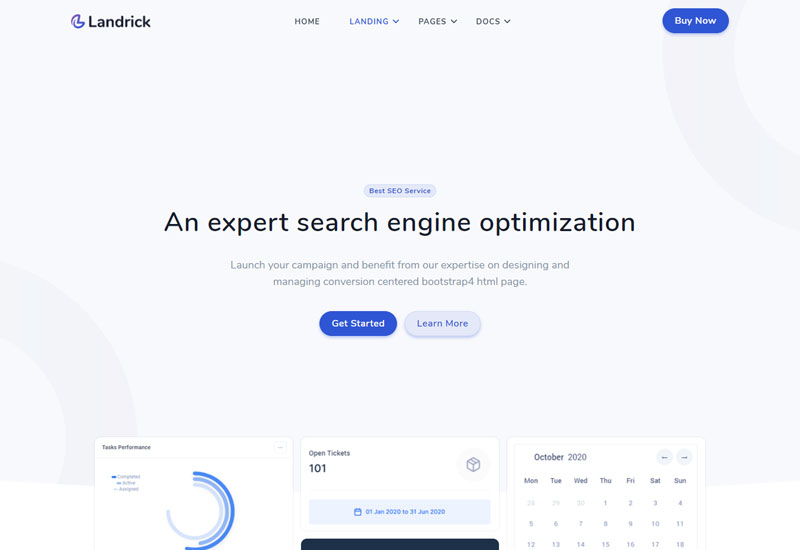 Landrick
HOME LANDING PAGES DOCS
Buy Now
Best SEO Service
An expert search engine optimization
Launch your campaign and benefit from our expertise on designing and
managing conversion centered bootstrap4 html page.
Get Started
Learn More
Tasks Performance
Completed
Active
Assigned
Open Tickets
101
01 Jan 2020 to 31 Jun 2020
October 2020
Mon Tue Wed Thu Fri Sat Sun
28 29 30 1 2 3 4
5 6 7 8 9 10 11
12 13 14 15 16 17 18